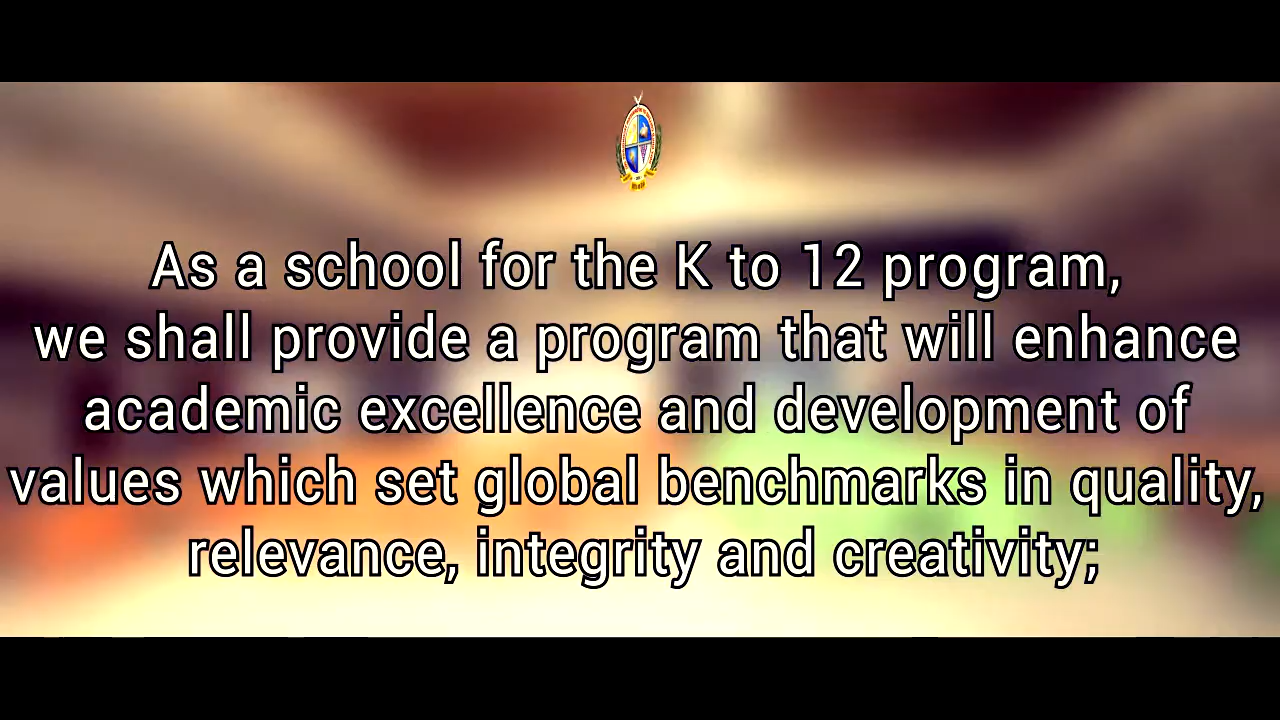 As a school for the K to 12 program,
we shall provide a program that will enhance
academic excellence and development of
values which set global benchmarks in quality,
relevance, integrity and creativity;